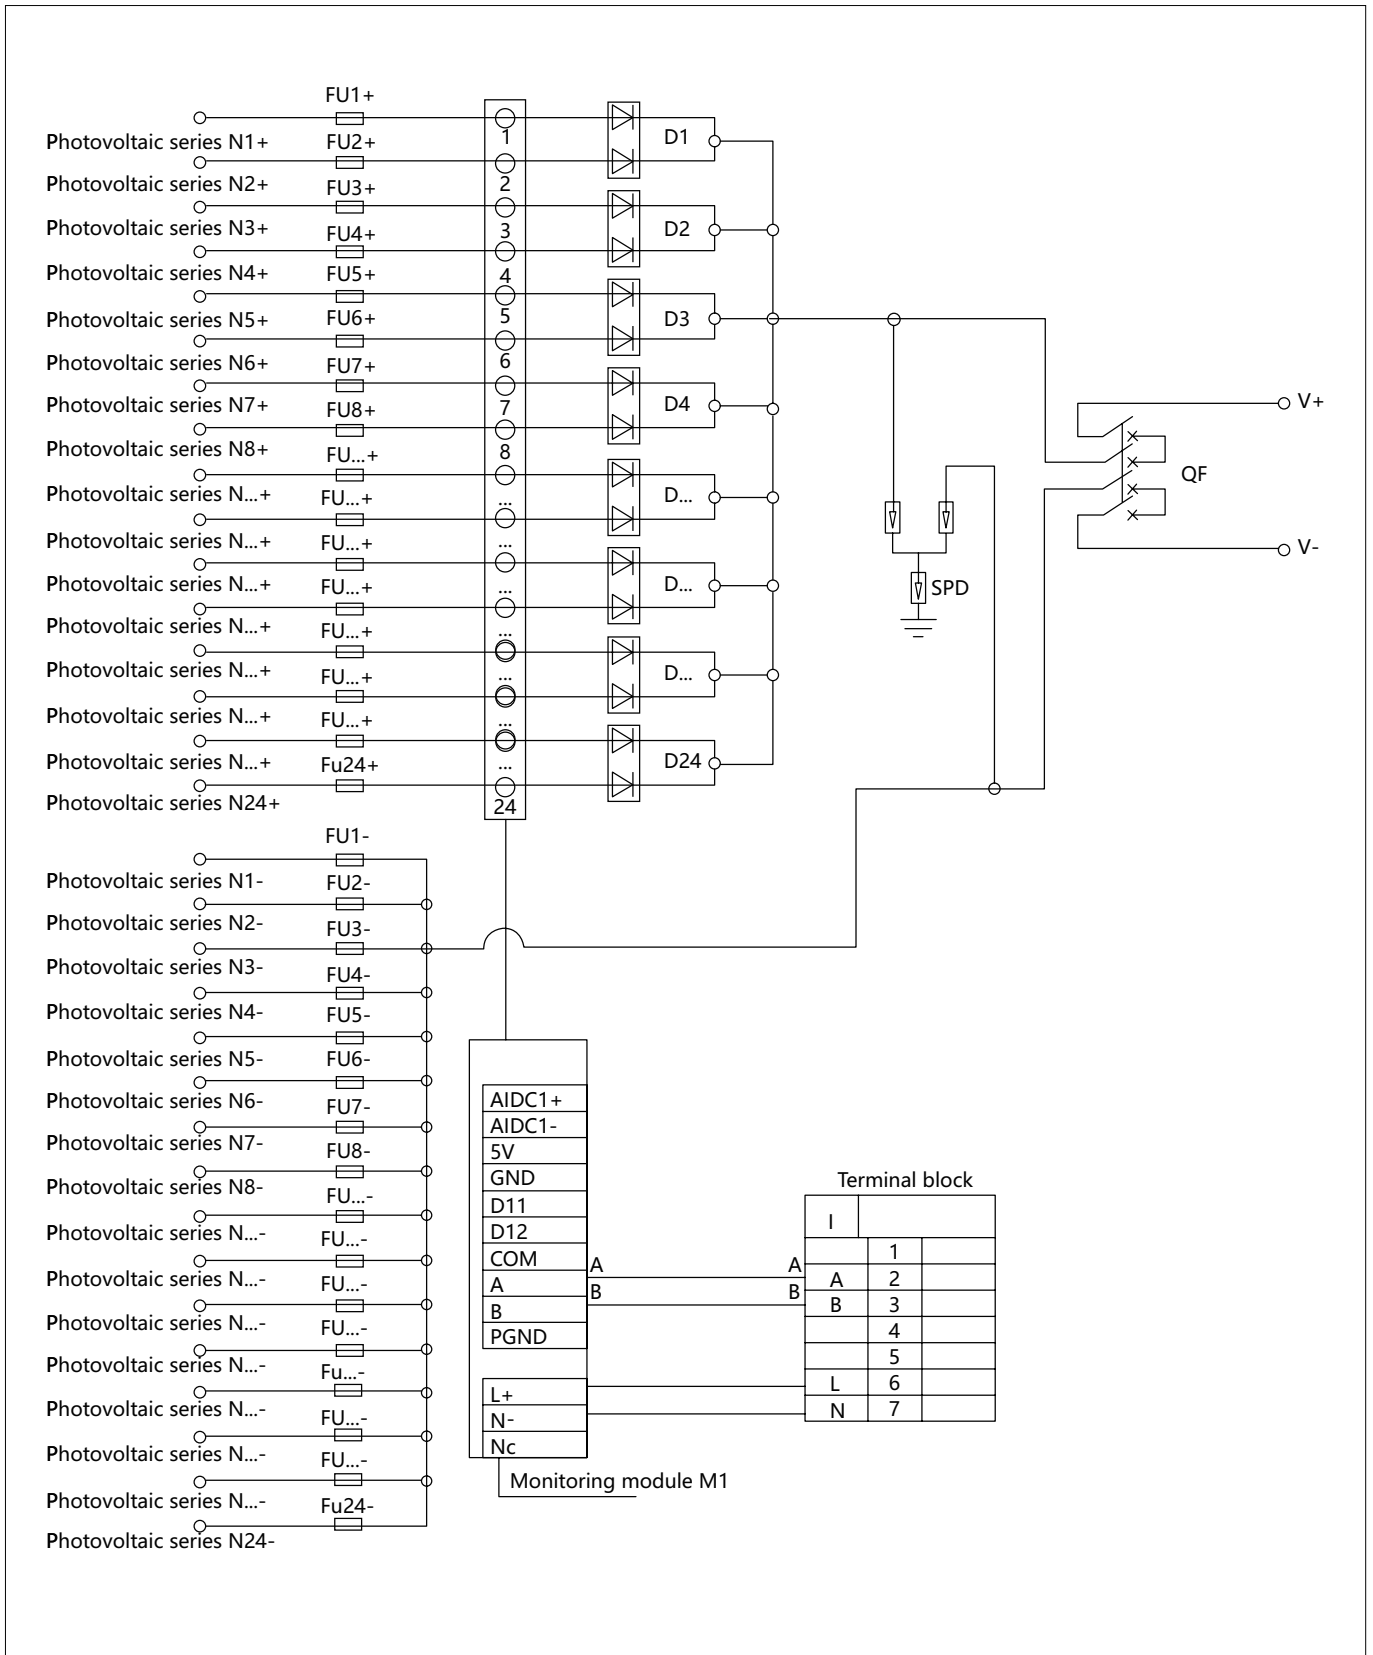 FU1+
Photovoltaic series N1+ FU2+ 1 D1
Photovoltaic series N2+ FU3+ 2
Photovoltaic series N3+ FU4+ 3 D2
Photovoltaic series N4+ FU5+ 4
Photovoltaic series N5+ FU6+ 5 D3
Photovoltaic series N6+ FU7+ 6
Photovoltaic series N7+ FU8+ 7 D4
Photovoltaic series N8+ FU...+ 8
Photovoltaic series N...+ FU...+ ... D...
Photovoltaic series N...+ FU...+ ...
Photovoltaic series N...+ FU...+ ... D...
Photovoltaic series N...+ FU...+ ...
Photovoltaic series N...+ FU...+ ... D...
Photovoltaic series N...+ FU...+ ...
Photovoltaic series N...+ Fu24+ ... D24
Photovoltaic series N24+ 24
V+
QF
V-
SPD
FU1-
Photovoltaic series N1- FU2-
Photovoltaic series N2- FU3-
Photovoltaic series N3- FU4-
Photovoltaic series N4- FU5-
Photovoltaic series N5- FU6-
Photovoltaic series N6- FU7-
Photovoltaic series N7- FU8-
Photovoltaic series N8- FU...-
Photovoltaic series N...- FU...-
Photovoltaic series N...- FU...-
Photovoltaic series N...- FU...-
Photovoltaic series N...- Fu...-
Photovoltaic series N...- FU...-
Photovoltaic series N...- FU...-
Photovoltaic series N...- Fu24-
Photovoltaic series N24-
AIDC1+
AIDC1-
5V
GND
D11
D12
COM
A
B
PGND
L+
N-
Nc
Monitoring module M1
A A
B B
Terminal block
I
1
A 2
B 3
4
5
L 6
N 7